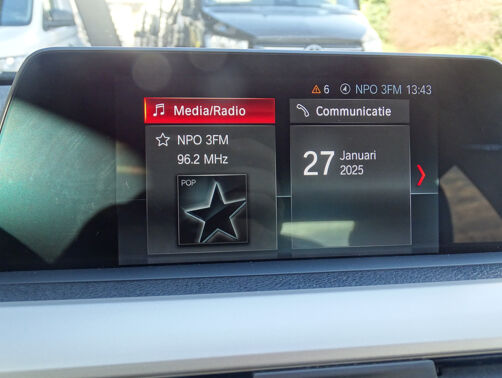 6 NPO 3FM 13:43
Media/Radio
Communicatie
NPO 3FM
96.2 MHz
POP
27 Januari
2025